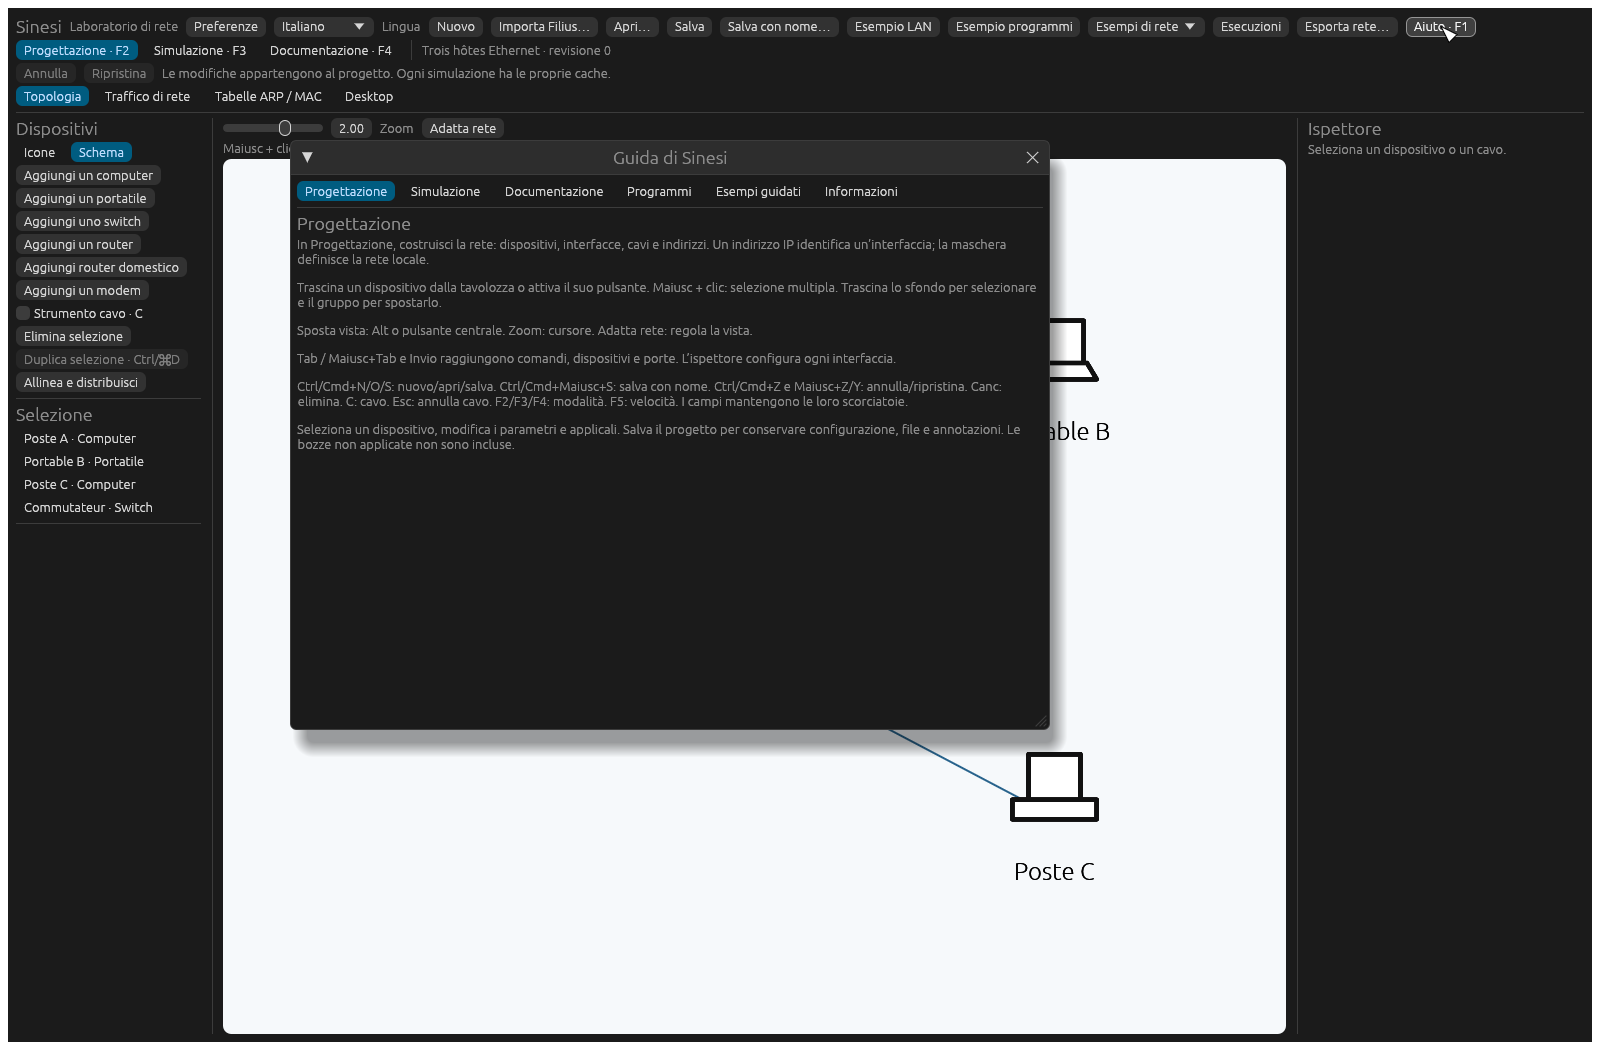 Sinesi Laboratorio di rete Preferenze Italiano Lingua Nuovo Importa Filius... Apri... Salva Salva con nome... Esempio LAN Esempio programmi Esempi di rete Esecuzioni Esporta rete... Aiuto · F1
Progettazione · F2 Simulazione · F3 Documentazione · F4 Trois hôtes Ethernet · revisione 0
Annulla Ripristina Le modifiche appartengono al progetto. Ogni simulazione ha le proprie cache.
Topologia Traffico di rete Tabelle ARP / MAC Desktop
Dispositivi
Icone Schema
Aggiungi un computer
Aggiungi un portatile
Aggiungi uno switch
Aggiungi un router
Aggiungi router domestico
Aggiungi un modem
Strumento cavo · C
Elimina selezione
Duplica selezione · Ctrl/⌘D
Allinea e distribuisci
Selezione
Poste A · Computer
Portable B · Portatile
Poste C · Computer
Commutateur · Switch
2.00 Zoom Adatta rete
Maiusc + cli
Guida di Sinesi
Progettazione Simulazione Documentazione Programmi Esempi guidati Informazioni
Progettazione
In Progettazione, costruisci la rete: dispositivi, interfacce, cavi e indirizzi. Un indirizzo IP identifica un’interfaccia; la maschera
definisce la rete locale.
Trascina un dispositivo dalla tavolozza o attiva il suo pulsante. Maiusc + clic: selezione multipla. Trascina lo sfondo per selezionare
e il gruppo per spostarlo.
Sposta vista: Alt o pulsante centrale. Zoom: cursore. Adatta rete: regola la vista.
Tab / Maiusc+Tab e Invio raggiungono comandi, dispositivi e porte. L’ispettore configura ogni interfaccia.
Ctrl/Cmd+N/O/S: nuovo/apri/salva. Ctrl/Cmd+Maiusc+S: salva con nome. Ctrl/Cmd+Z e Maiusc+Z/Y: annulla/ripristina. Canc:
elimina. C: cavo. Esc: annulla cavo. F2/F3/F4: modalità. F5: velocità. I campi mantengono le loro scorciatoie.
Seleziona un dispositivo, modifica i parametri e applicali. Salva il progetto per conservare configurazione, file e annotazioni. Le
bozze non applicate non sono incluse.
able B
Poste C
Ispettore
Seleziona un dispositivo o un cavo.